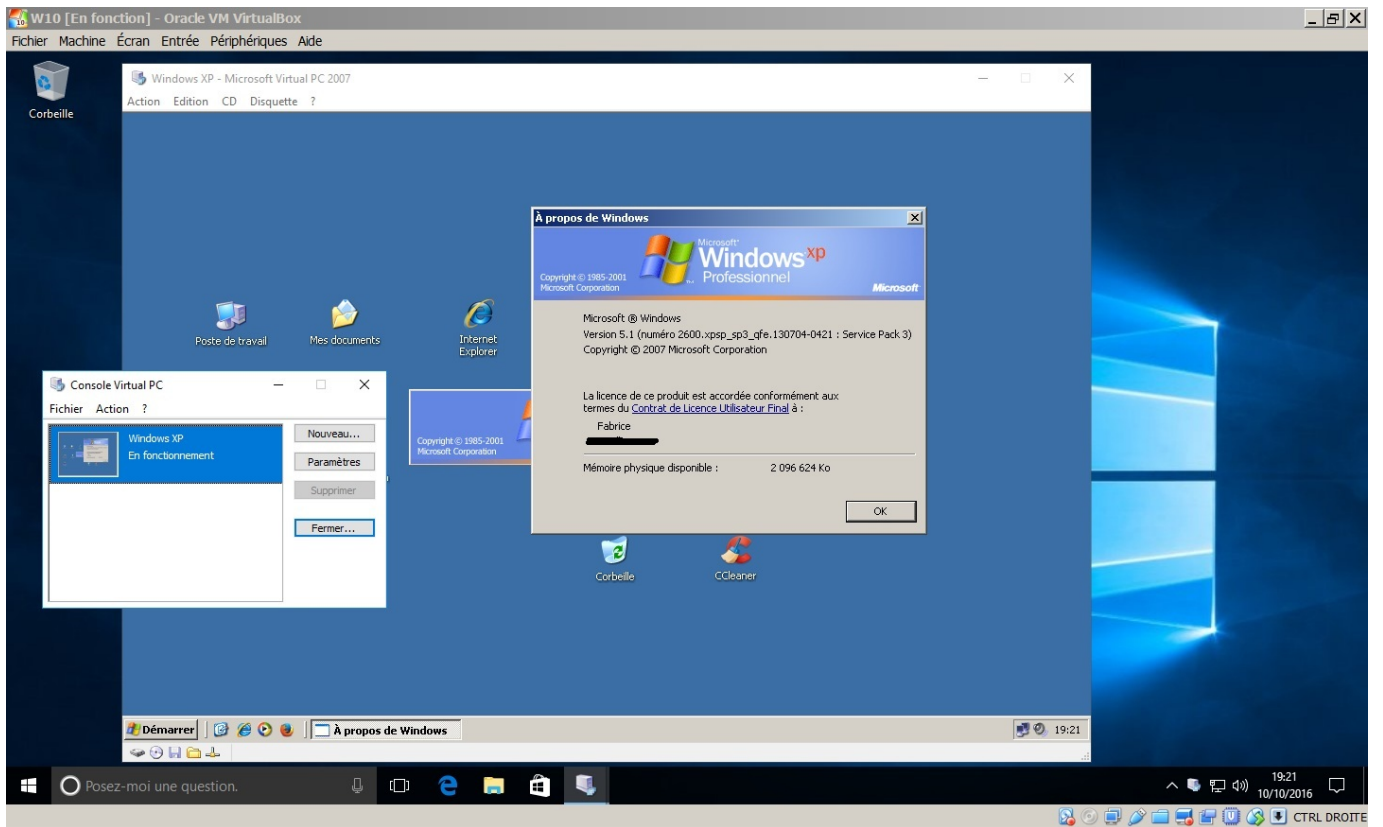 W10 [En fonction] - Oracle VM VirtualBox
Fichier Machine Écran Entrée Périphériques Aide
Corbeille
Windows XP - Microsoft Virtual PC 2007
Action Edition CD Disquette ?
Poste de travail
Mes documents
Internet
Explorer
À propos de Windows
Copyright © 1985-2001
Microsoft Corporation
Microsoft®
Windows xp
Professionnel
Microsoft
Microsoft ® Windows
Version 5.1 (numéro 2600.xpsp_sp3_qfe.130704-0421 : Service Pack 3)
Copyright © 2007 Microsoft Corporation
La licence de ce produit est accordée conformément aux
termes du Contrat de Licence Utilisateur Final à :
Fabrice
Mémoire physique disponible : 2 096 624 Ko
OK
Console Virtual PC
Fichier Action ?
Windows XP
En fonctionnement
Nouveau...
Paramètres
Supprimer
Fermer...
Copyright © 1985-2001
Microsoft Corporation
Corbeille
CCleaner
Démarrer
À propos de Windows
19:21
Posez-moi une question.
19:21
10/10/2016
CTRL DROITE